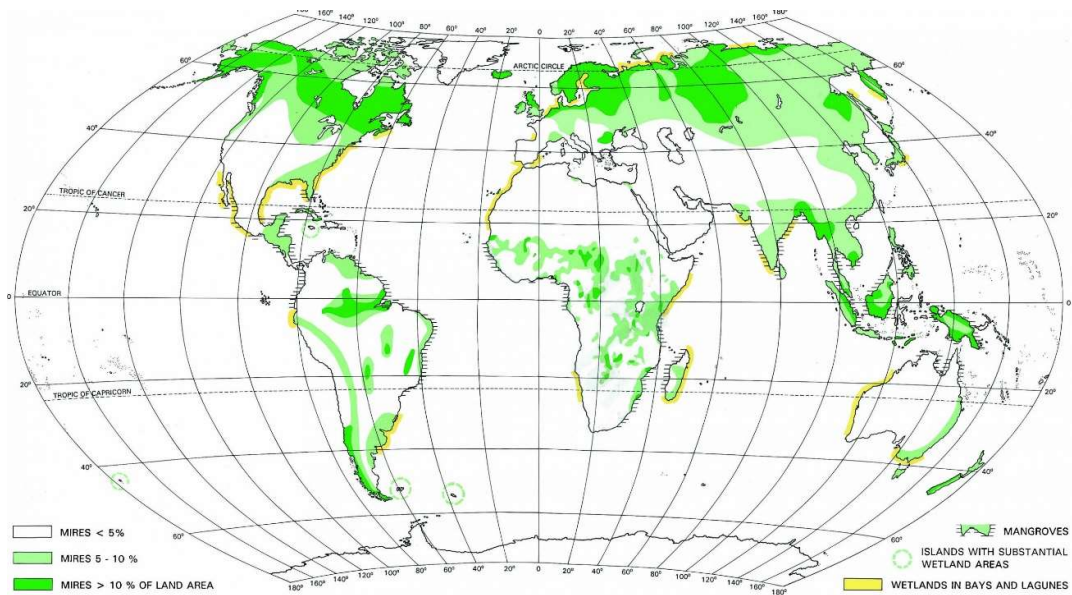 180° 160° 140° 120° 100° 80° 60° 40° 20° 0 20° 40° 60° 80° 100° 120° 140° 160° 180°
60° 60°
ARCTIC CIRCLE
40° 40°
TROPIC OF CANCER
20° 20°
0 EQUATOR 0
20° 20°
TROPIC OF CAPRICORN
40° 40°
60° 60°
180° 160° 140° 120° 100° 80° 60° 40° 20° 0° 20° 40° 60° 80° 100° 120° 140° 160° 180°
MIRES < 5%
MIRES 5 - 10 %
MIRES > 10 % OF LAND AREA
MANGROVES
ISLANDS WITH SUBSTANTIAL
WETLAND AREAS
WETLANDS IN BAYS AND LAGUNES